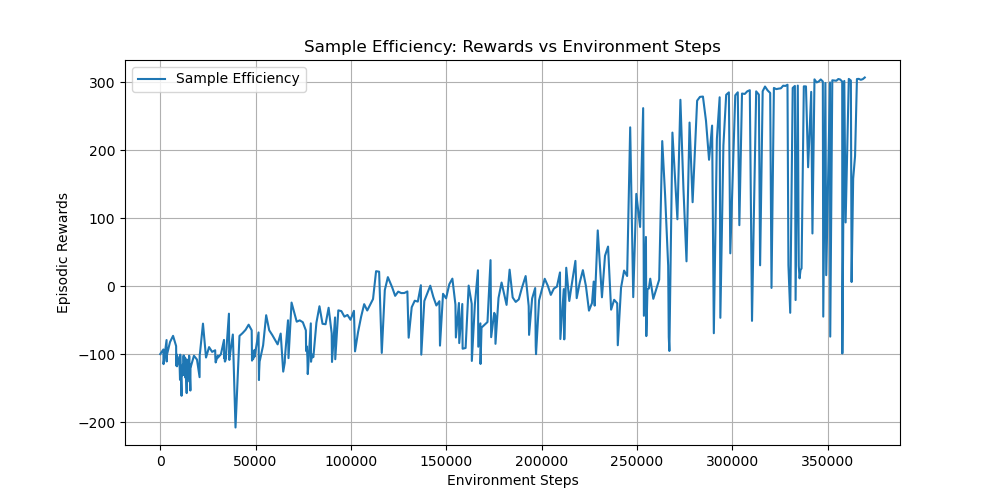 Sample Efficiency: Rewards vs Environment Steps
Sample Efficiency
Episodic Rewards
300
200
100
0
−100
−200
0 50000 100000 150000 200000 250000 300000 350000
Environment Steps